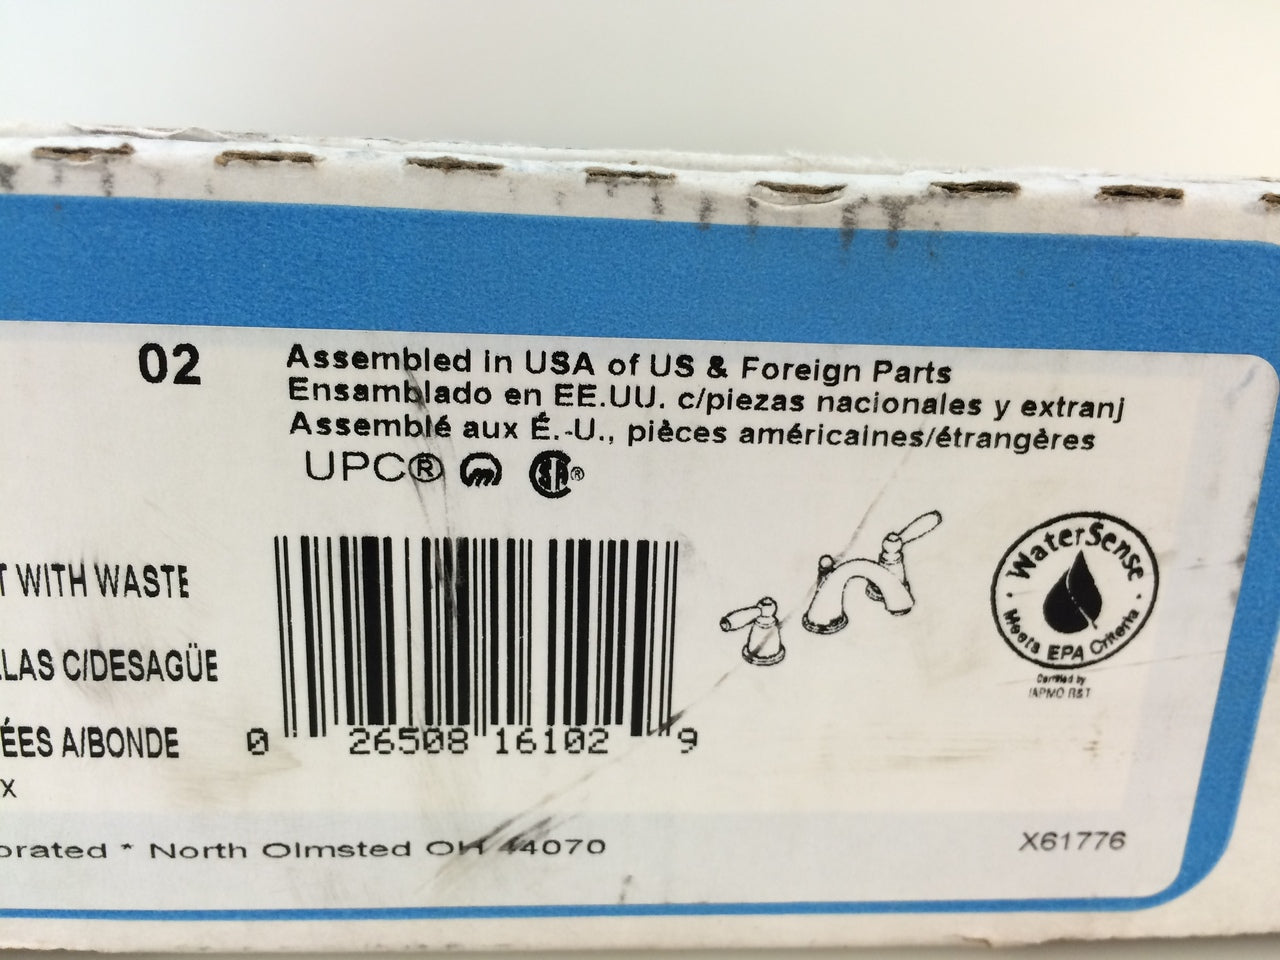 02
Assembled in USA of US & Foreign Parts
Ensamblado en EE.UU. c/piezas nacionales y extranj
Assemblé aux É.-U., pièces américaines/étrangères
UPC®
SA®
T WITH WASTE
LLAS C/DESAGÜE
ÉES A/BONDE
X
0 26508 16102 9
WaterSense
Meets EPA Criteria
Certified by
IAPMO R&T
orated * North Olmsted OH 44070
X61776